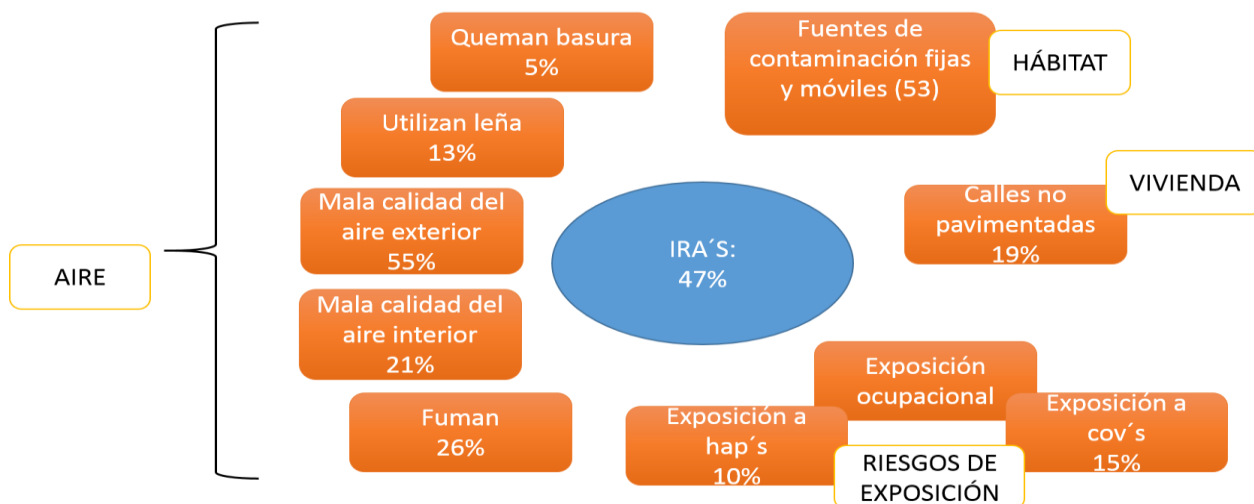 AIRE
Queman basura
5%
Utilizan leña
13%
Mala calidad del
aire exterior
55%
Mala calidad del
aire interior
21%
Fuman
26%
IRA´S:
47%
Fuentes de
contaminación fijas
y móviles (53)
HÁBITAT
VIVIENDA
Calles no
pavimentadas
19%
Exposición
ocupacional
Exposición a
hap´s
10%
Exposición a
cov´s
15%
RIESGOS DE
EXPOSICIÓN